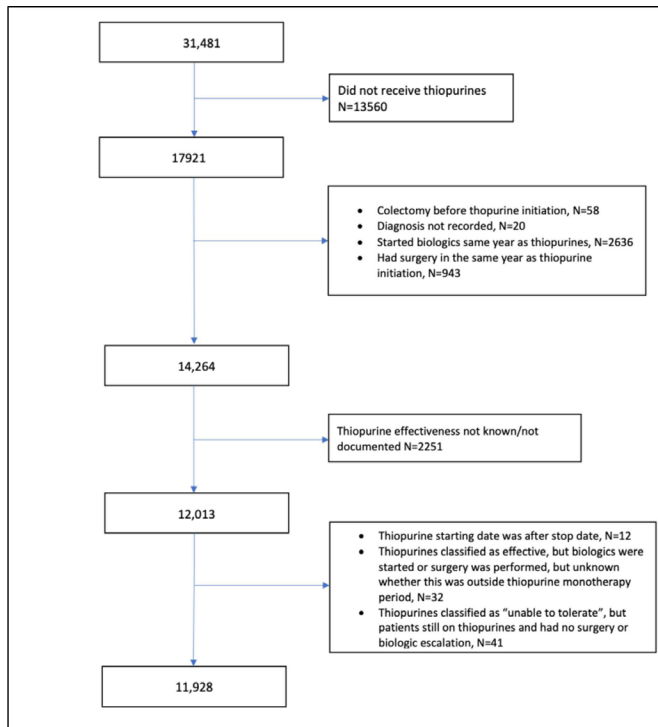 31,481
Did not receive thiopurines
N=13560
17921
• Colectomy before thopurine initiation, N=58
• Diagnosis not recorded, N=20
• Started biologics same year as thiopurines, N=2636
• Had surgery in the same year as thiopurine
initiation, N=943
14,264
Thiopurine effectiveness not known/not
documented N=2251
12,013
• Thiopurine starting date was after stop date, N=12
• Thiopurines classified as effective, but biologics were
started or surgery was performed, but unknown
whether this was outside thiopurine monotherapy
period, N=32
• Thiopurines classified as “unable to tolerate”, but
patients still on thiopurines and had no surgery or
biologic escalation, N=41
11,928